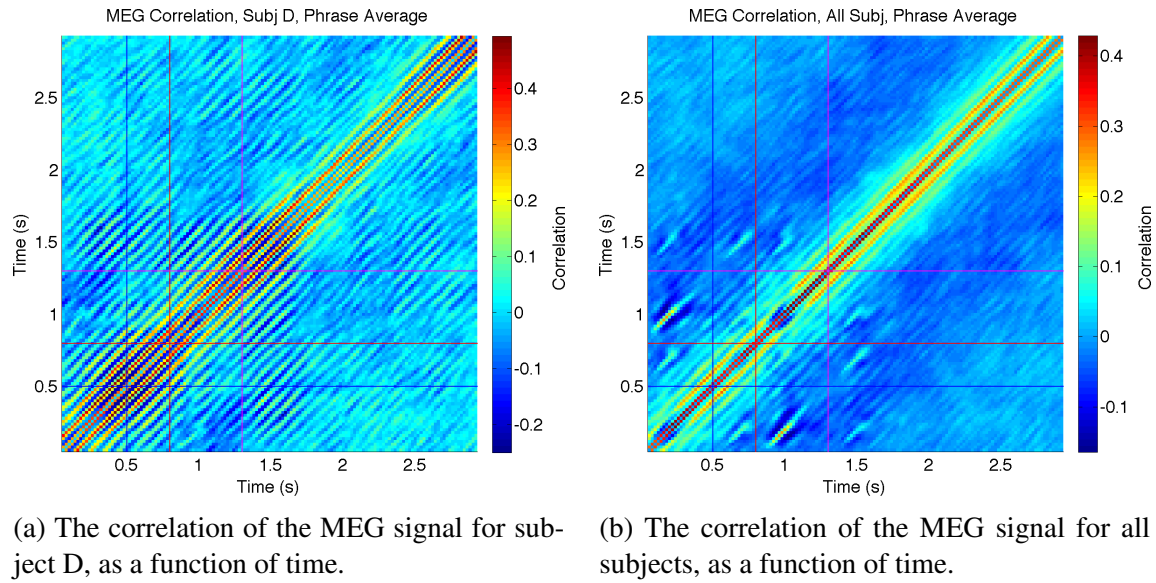 MEG Correlation, Subj D, Phrase Average
2.5
2
1.5
1
0.5
Time (s)
0.5 1 1.5 2 2.5
Time (s)
0.4
0.3
0.2
0.1
0
-0.1
-0.2
Correlation
MEG Correlation, All Subj, Phrase Average
2.5
2
1.5
1
0.5
Time (s)
0.5 1 1.5 2 2.5
Time (s)
0.4
0.3
0.2
0.1
0
-0.1
Correlation
(a) The correlation of the MEG signal for sub-
ject D, as a function of time.
(b) The correlation of the MEG signal for all
subjects, as a function of time.